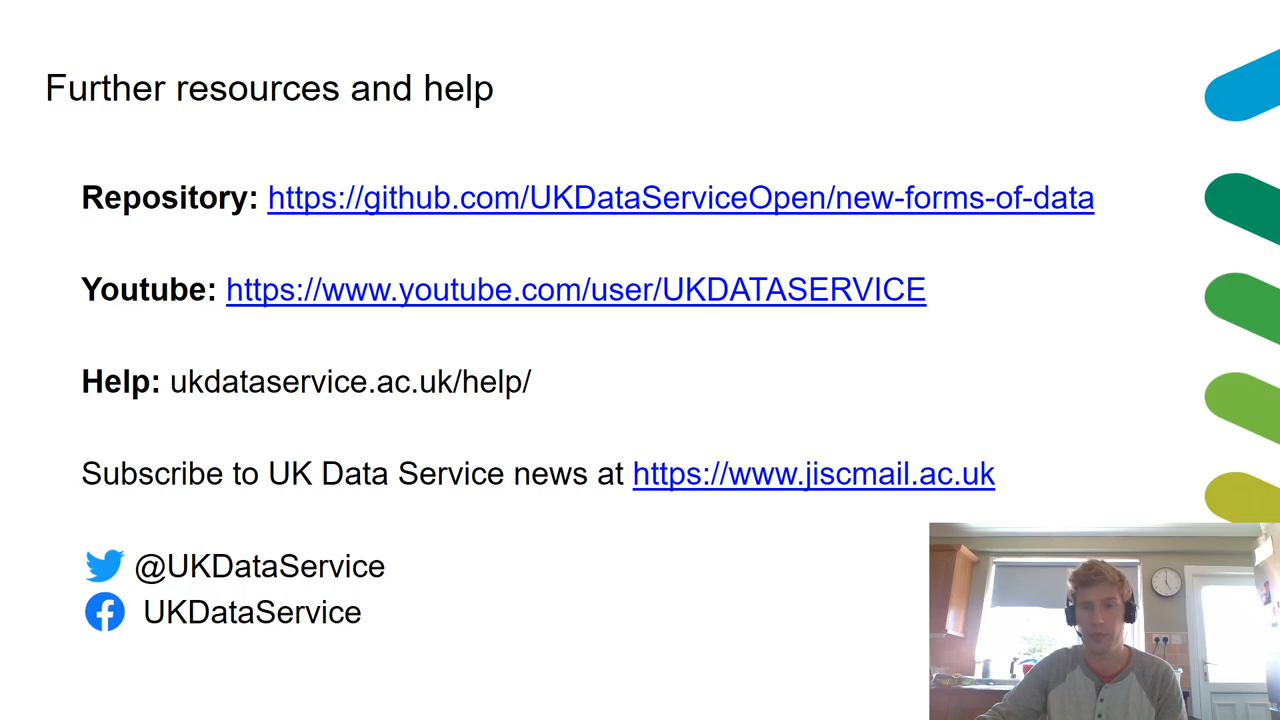 Further resources and help
Repository: https://github.com/UKDataServiceOpen/new-forms-of-data
Youtube: https://www.youtube.com/user/UKDATASERVICE
Help: ukdataservice.ac.uk/help/
Subscribe to UK Data Service news at https://www.jiscmail.ac.uk
@UKDataService
UKDataService